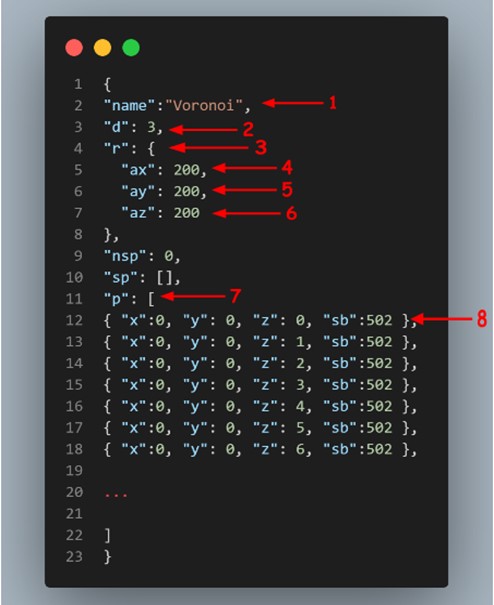 1 {
2 "name":"Voronoi", 1
3 "d": 3, 2
4 "r": { 3
5 "ax": 200, 4
6 "ay": 200, 5
7 "az": 200 6
8 },
9 "nsp": 0,
10 "sp": [],
11 "p": [ 7
12 { "x":0, "y": 0, "z": 0, "sb":502 }, 8
13 { "x":0, "y": 0, "z": 1, "sb":502 },
14 { "x":0, "y": 0, "z": 2, "sb":502 },
15 { "x":0, "y": 0, "z": 3, "sb":502 },
16 { "x":0, "y": 0, "z": 4, "sb":502 },
17 { "x":0, "y": 0, "z": 5, "sb":502 },
18 { "x":0, "y": 0, "z": 6, "sb":502 },
19
20 ...
21
22 ]
23 }